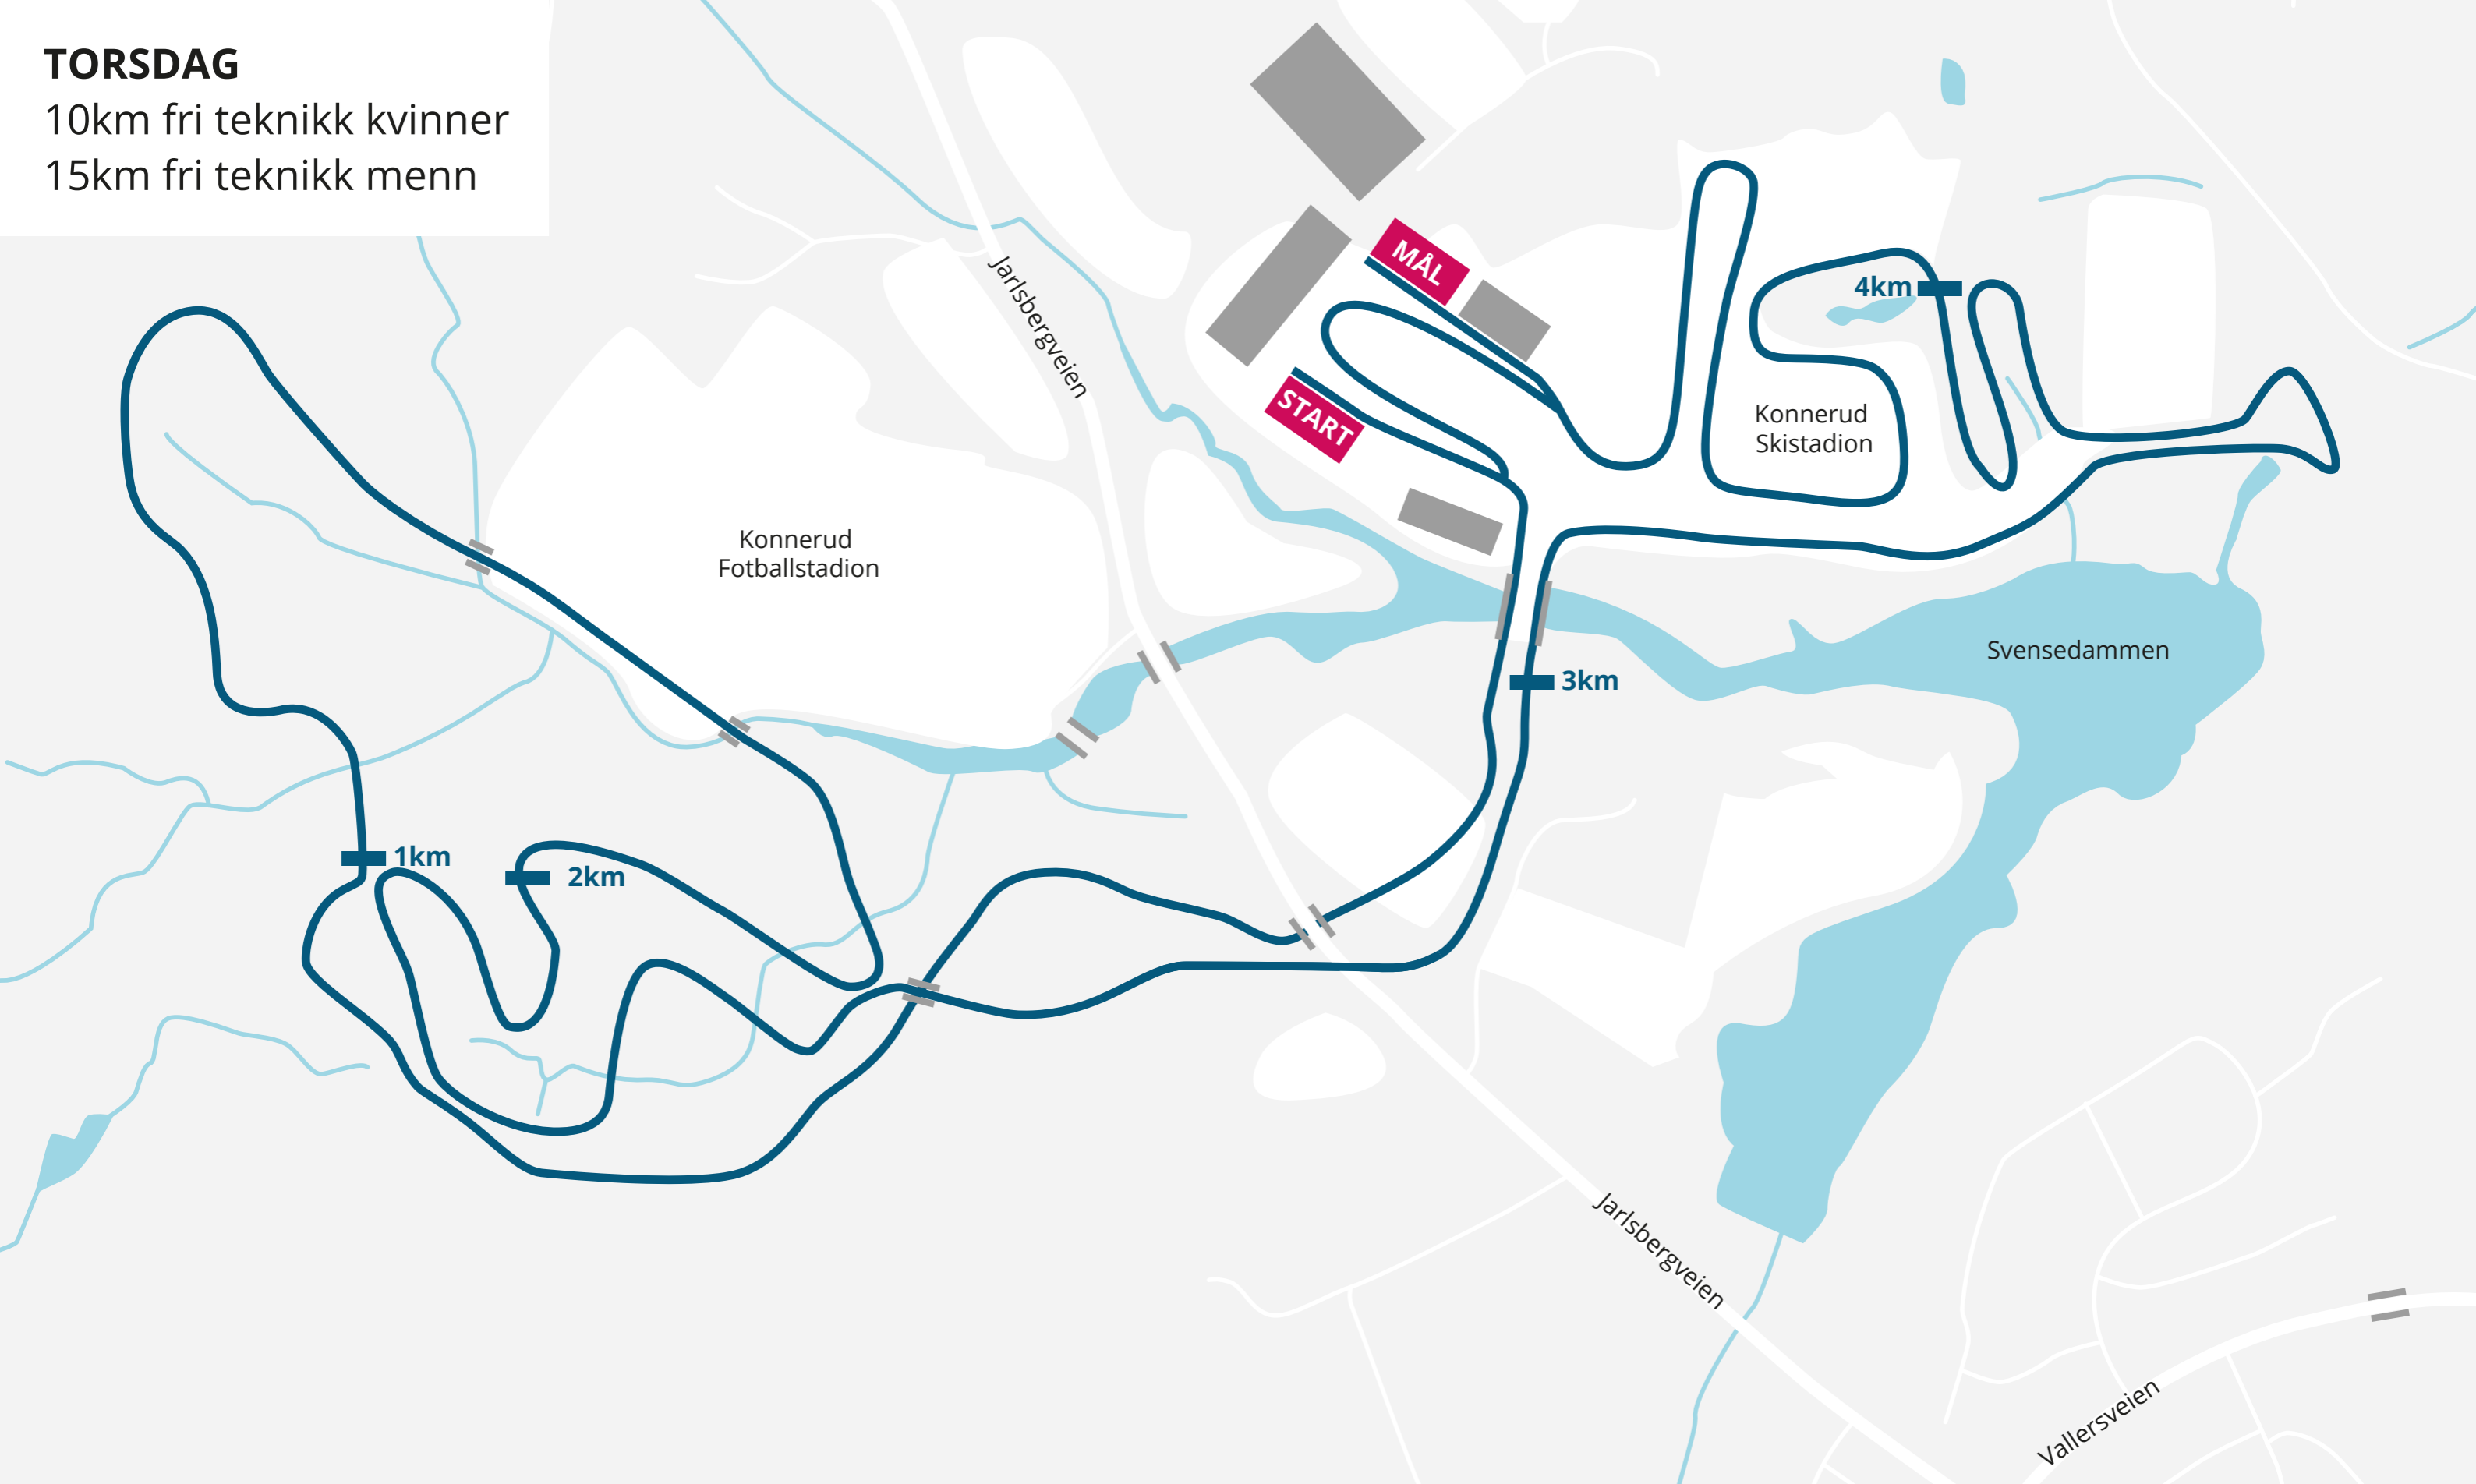 TORSDAG
10km fri teknikk kvinner
15km fri teknikk menn
MÅL
START
Jarlsbergveien
4km
Konnerud
Skistadion
Konnerud
Fotballstadion
Svensedammen
3km
1km
2km
Jarlsbergveien
Vallersveien